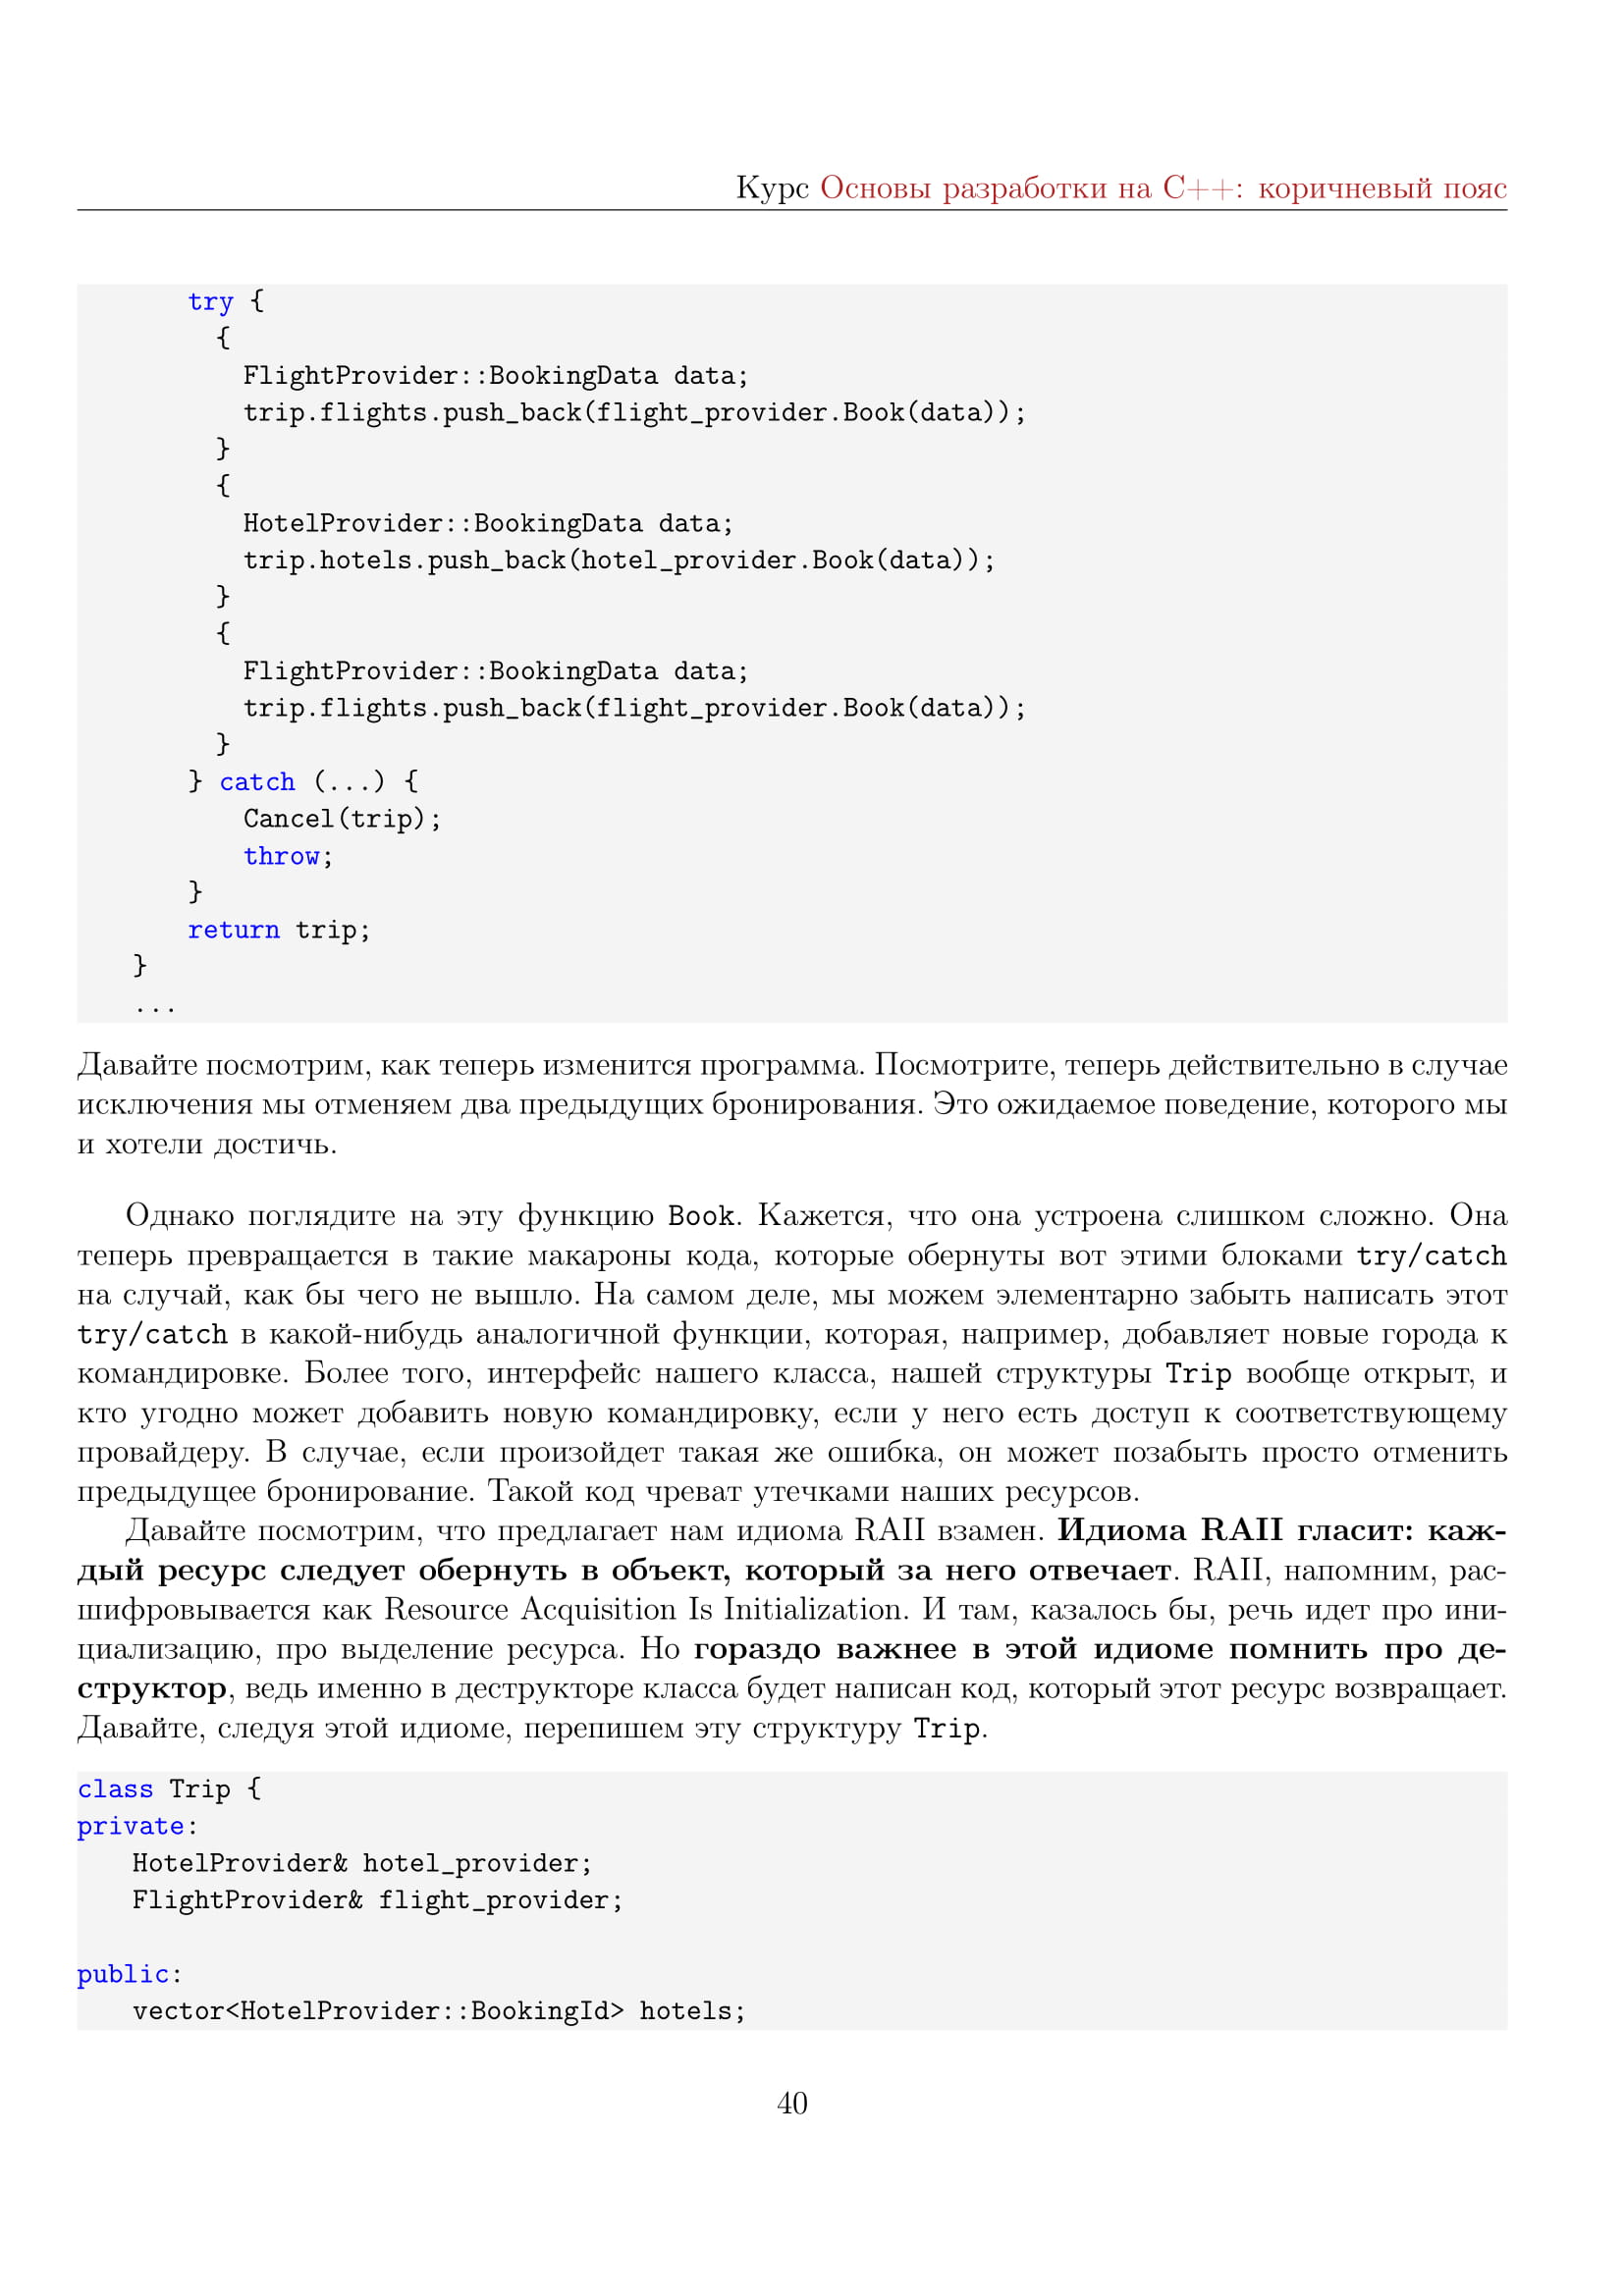 Курс Основы разработки на C++: коричневый пояс
try {
{
FlightProvider::BookingData data;
trip.flights.push_back(flight_provider.Book(data));
}
{
HotelProvider::BookingData data;
trip.hotels.push_back(hotel_provider.Book(data));
}
{
FlightProvider::BookingData data;
trip.flights.push_back(flight_provider.Book(data));
}
} catch (...) {
Cancel(trip);
throw;
}
return trip;
}
...
Давайте посмотрим, как теперь изменится программа. Посмотрите, теперь действительно в случае
исключения мы отменяем два предыдущих бронирования. Это ожидаемое поведение, которого мы
и хотели достичь.
Однако поглядите на эту функцию Book. Кажется, что она устроена слишком сложно. Она
теперь превращается в такие макароны кода, которые обернуты вот этими блоками try/catch
на случай, как бы чего не вышло. На самом деле, мы можем элементарно забыть написать этот
try/catch в какой-нибудь аналогичной функции, которая, например, добавляет новые города к
командировке. Более того, интерфейс нашего класса, нашей структуры Trip вообще открыт, и
кто угодно может добавить новую командировку, если у него есть доступ к соответствующему
провайдеру. В случае, если произойдет такая же ошибка, он может позабыть просто отменить
предыдущее бронирование. Такой код чреват утечками наших ресурсов.
Давайте посмотрим, что предлагает нам идиома RAII взамен. Идиома RAII гласит: каж-
дый ресурс следует обернуть в объект, который за него отвечает. RAII, напомним, рас-
шифровывается как Resource Acquisition Is Initialization. И там, казалось бы, речь идет про ини-
циализацию, про выделение ресурса. Но гораздо важнее в этой идиоме помнить про де-
структор, ведь именно в деструкторе класса будет написан код, который этот ресурс возвращает.
Давайте, следуя этой идиоме, перепишем эту структуру Trip.
class Trip {
private:
HotelProvider& hotel_provider;
FlightProvider& flight_provider;
public:
vector<HotelProvider::BookingId> hotels;
40